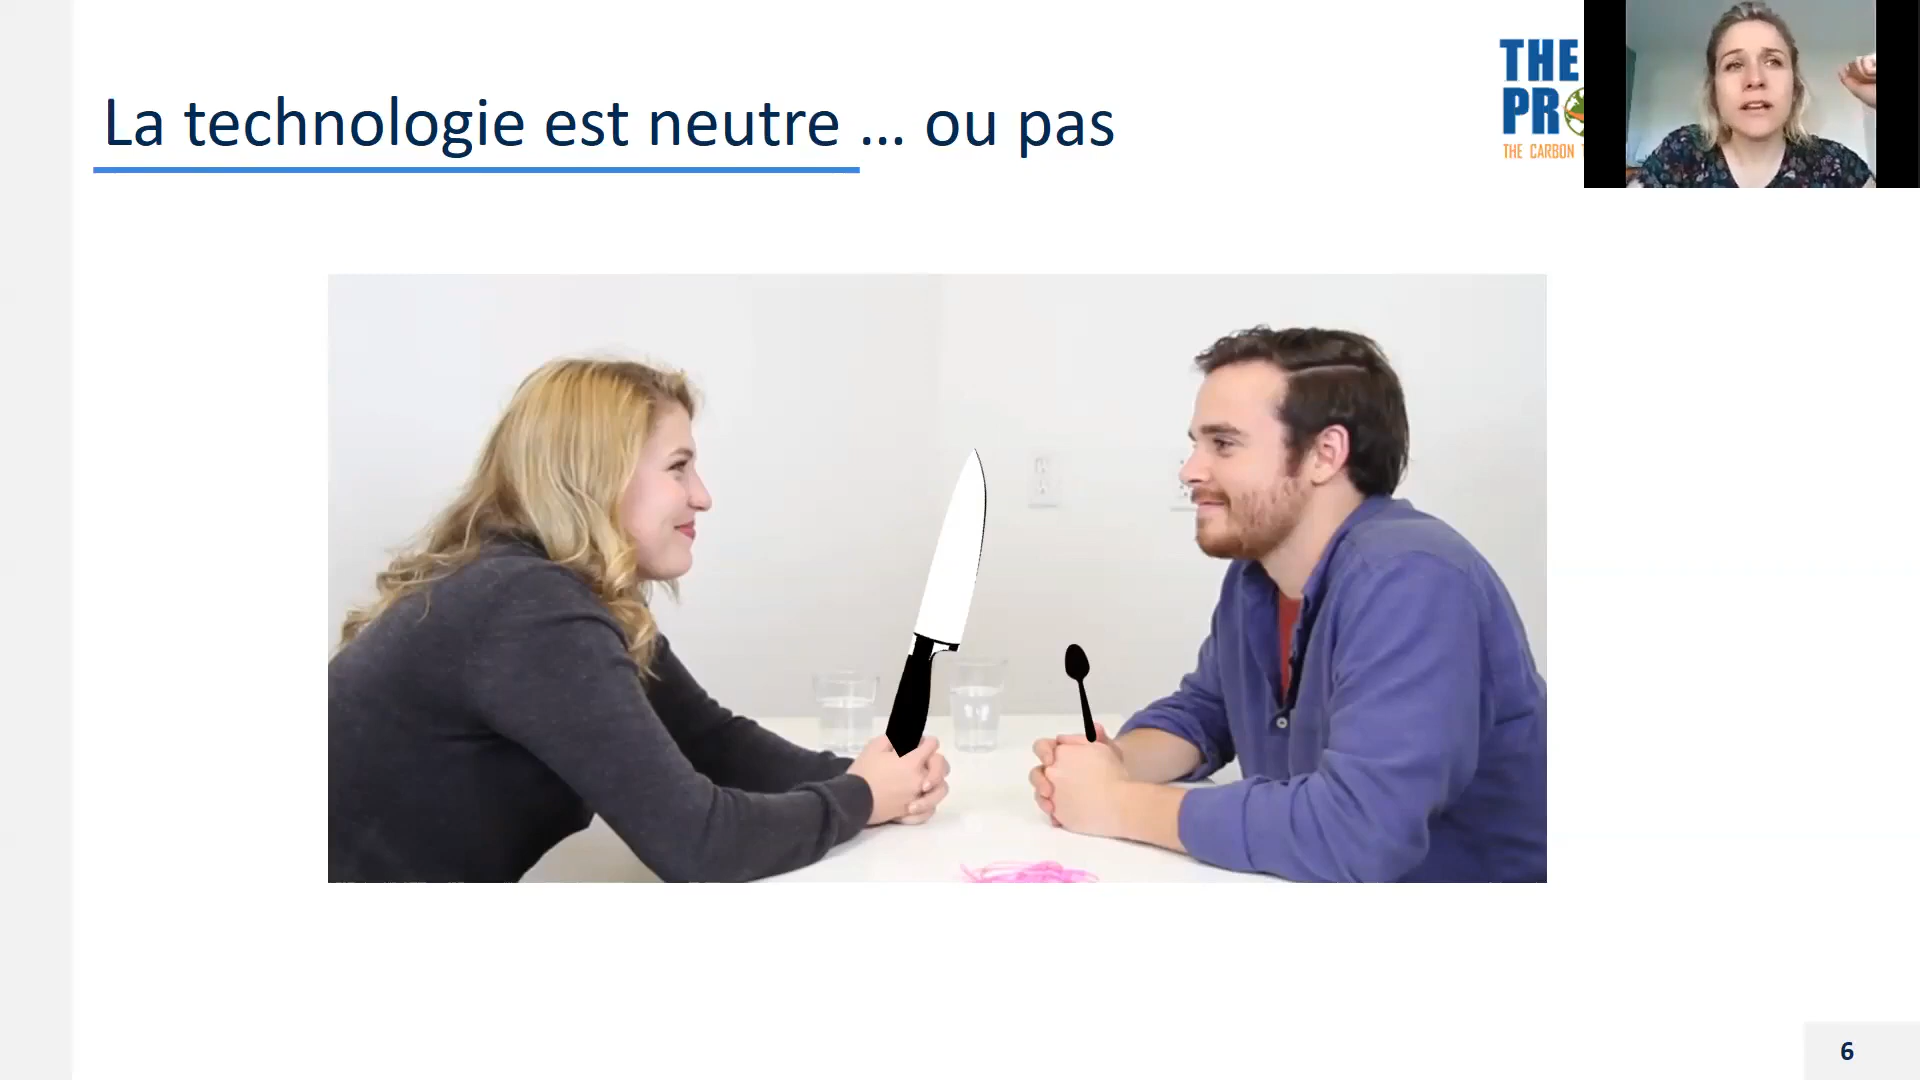 La technologie est neutre ... ou pas
THE
PR
THE CARBON
6